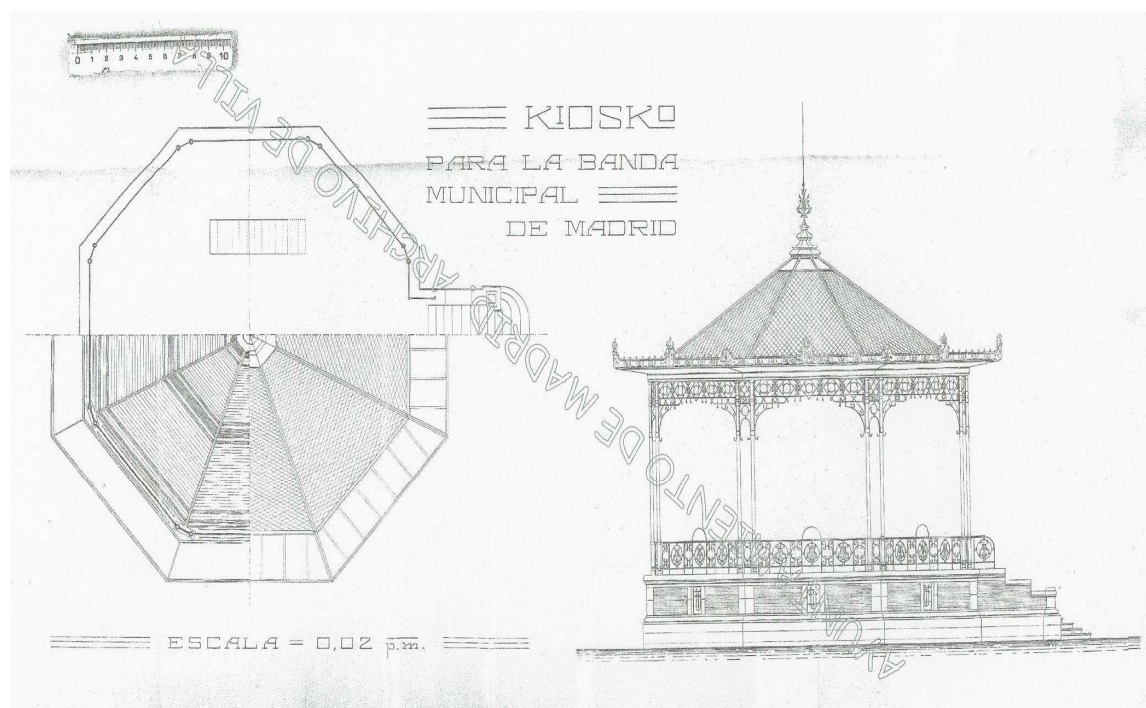 0 1 2 3 4 5 6 7 8 9 10
KIOSKO
PARA LA BANDA
MUNICIPAL
DE MADRID
AYUNTAMIENTO DE MADRID ARCHIVO DE VILLA
ESCALA = 0,02 p.m.